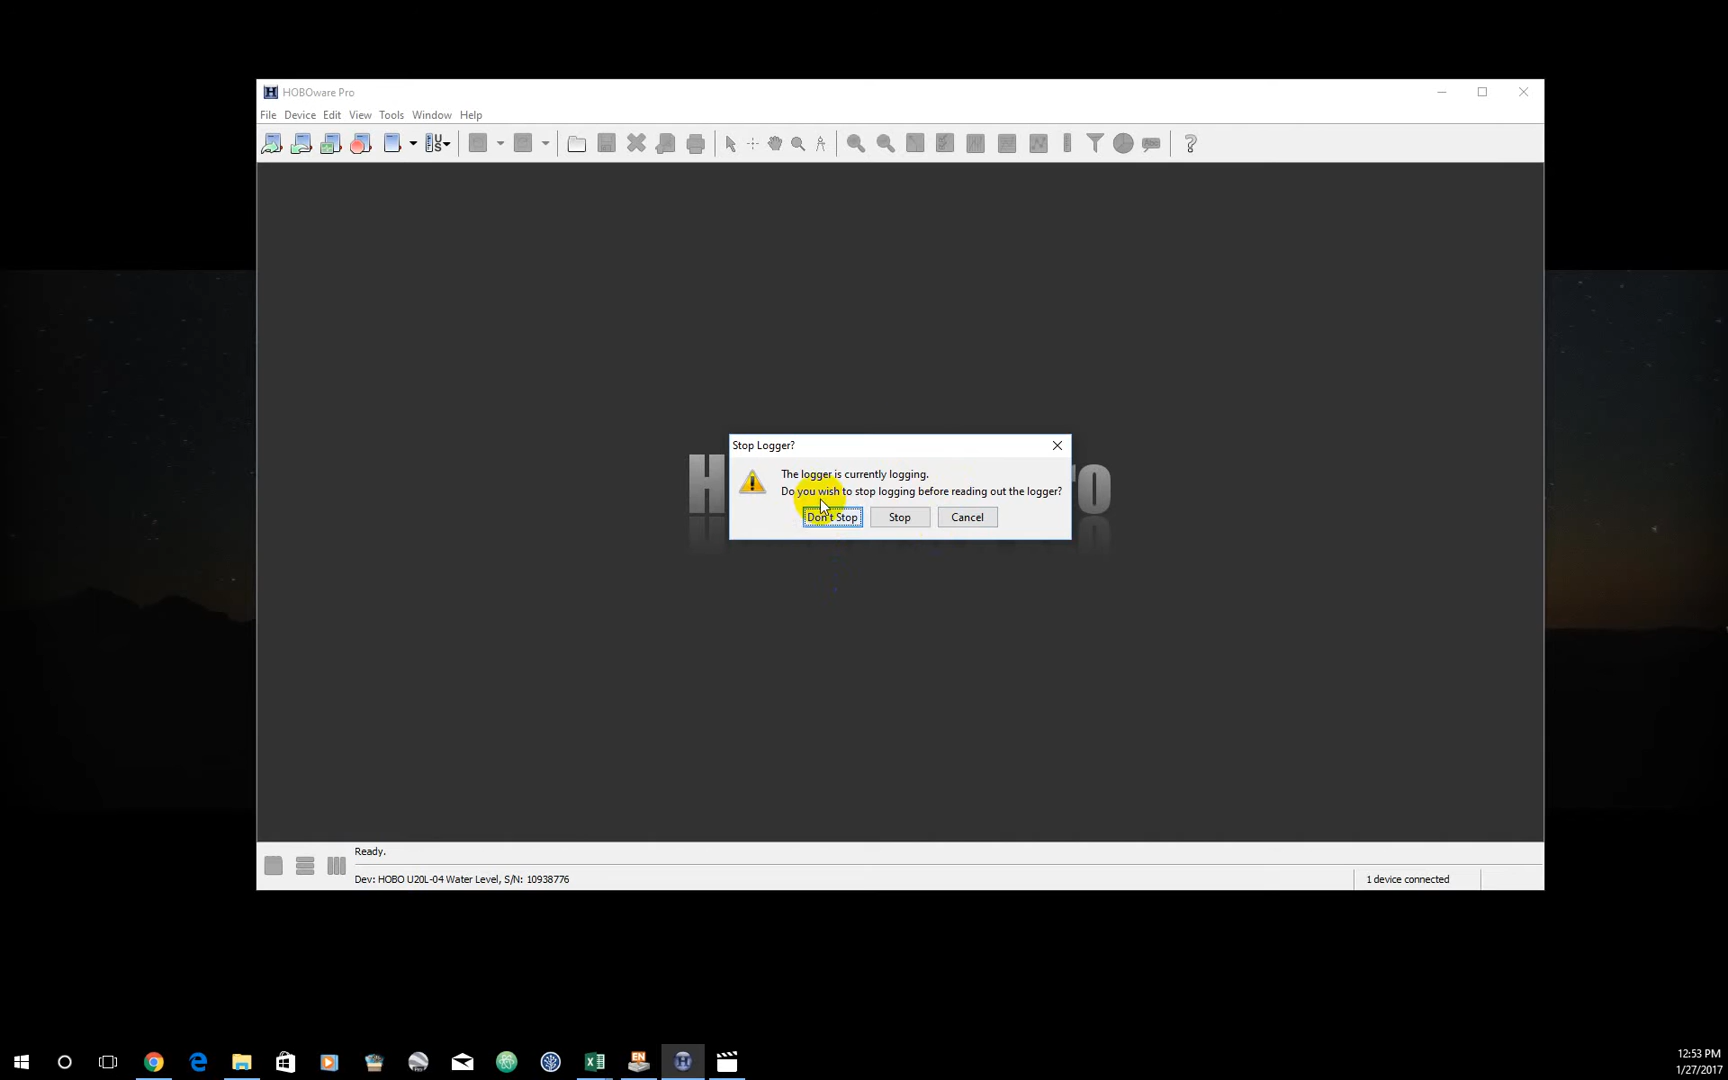 HOBOware Pro
File Device Edit View Tools Window Help
Stop Logger?
The logger is currently logging.
Do you wish to stop logging before reading out the logger?
Don't Stop Stop Cancel
Ready.
Dev: HOBO U20L-04 Water Level, S/N: 10938776
1 device connected
12:53 PM
1/27/2017